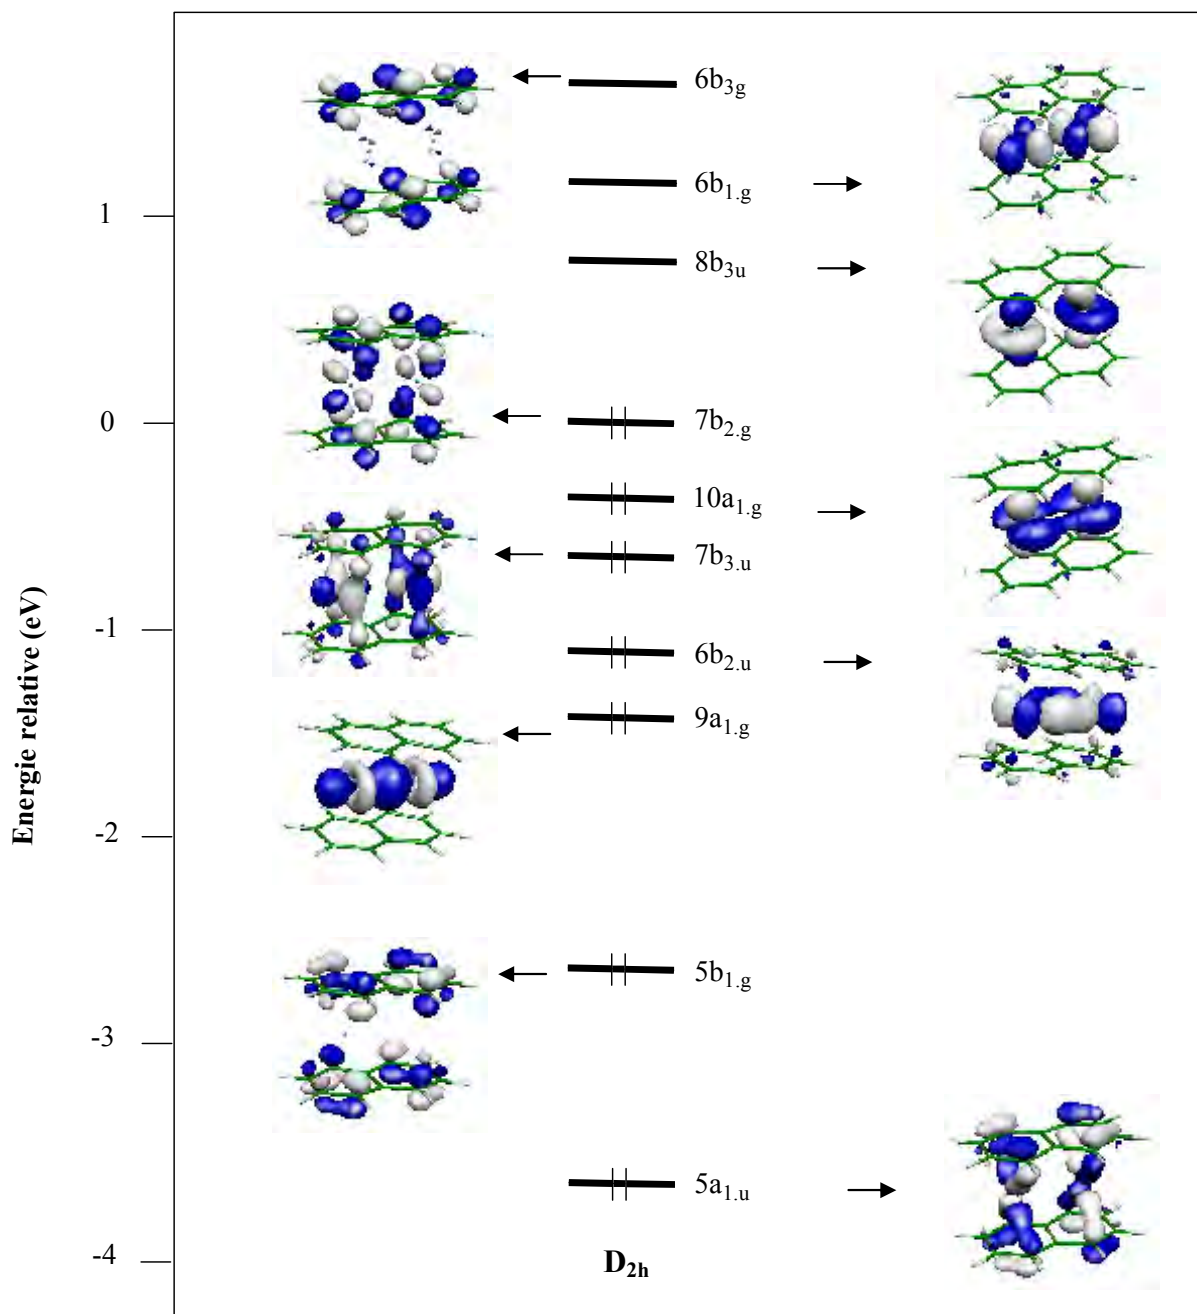 6b3g
6b1.g
1
8b3u
0
7b2.g
10a1.g
7b3.u
Energie relative (eV)
-1
6b2.u
9a1.g
-2
5b1.g
-3
5a1.u
-4
D2h